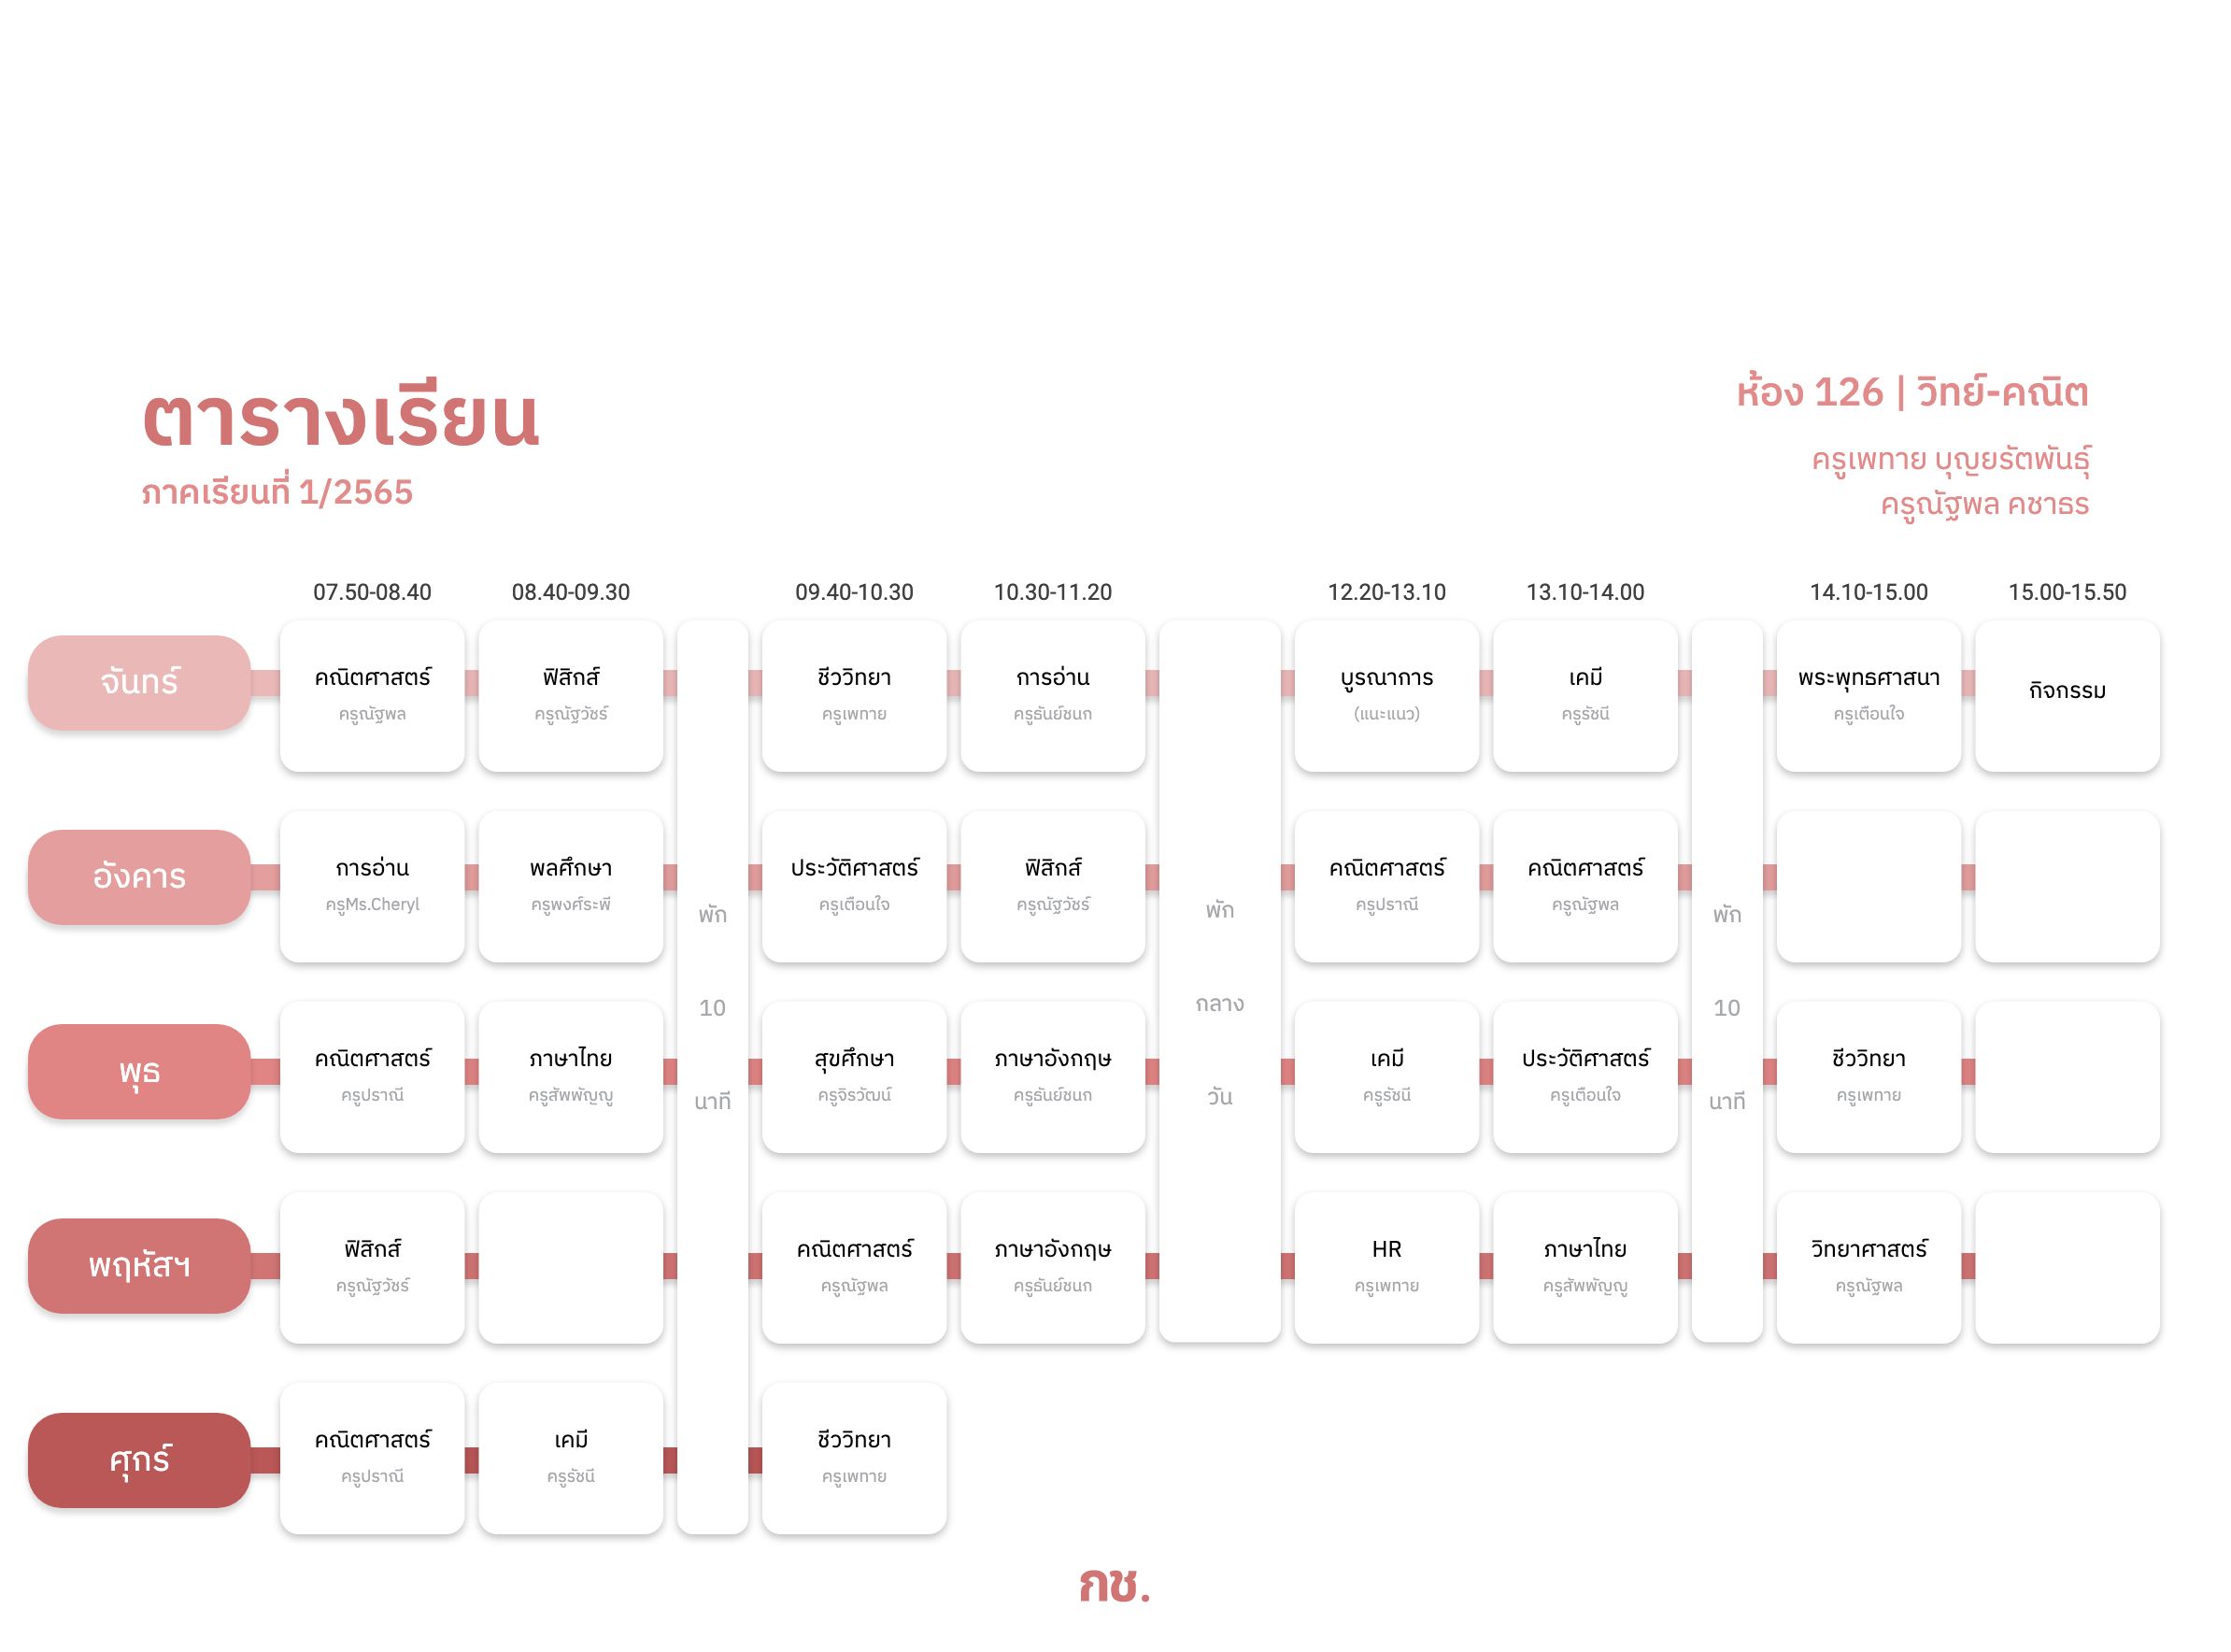 ตารางเรียน
ภาคเรียนที่ 1/2565
ห้อง 126 | วิทย์-คณิต
ครูเพทาย บุญยรัตพันธุ์
ครูณัฐพล คชาธร
07.50-08.40 08.40-09.30 09.40-10.30 10.30-11.20 12.20-13.10 13.10-14.00 14.10-15.00 15.00-15.50
จันทร์
คณิตศาสตร์ ฟิสิกส์ ชีววิทยา การอ่าน บูรณาการ เคมี พระพุทธศาสนา กิจกรรม
ครูณัฐพล ครูณัฐวัชร์ ครูเพทาย ครูธันย์ชนก (แนะแนว) ครูรัชนี ครูเตือนใจ
อังคาร
การอ่าน พลศึกษา ประวัติศาสตร์ ฟิสิกส์ คณิตศาสตร์ คณิตศาสตร์
ครูMs.Cheryl ครูพงศ์ระพี ครูเตือนใจ ครูณัฐวัชร์ ครูปราณี ครูณัฐพล
พัก พัก พัก
10 กลาง 10
นาที วัน นาที
พุธ
คณิตศาสตร์ ภาษาไทย สุขศึกษา ภาษาอังกฤษ เคมี ประวัติศาสตร์ ชีววิทยา
ครูปราณี ครูสัพพัญญู ครูจิรวัฒน์ ครูธันย์ชนก ครูรัชนี ครูเตือนใจ ครูเพทาย
พฤหัสฯ
ฟิสิกส์ คณิตศาสตร์ ภาษาอังกฤษ HR ภาษาไทย วิทยาศาสตร์
ครูณัฐวัชร์ ครูณัฐพล ครูธันย์ชนก ครูเพทาย ครูสัพพัญญู ครูณัฐพล
ศุกร์
คณิตศาสตร์ เคมี ชีววิทยา
ครูปราณี ครูรัชนี ครูเพทาย
กช.